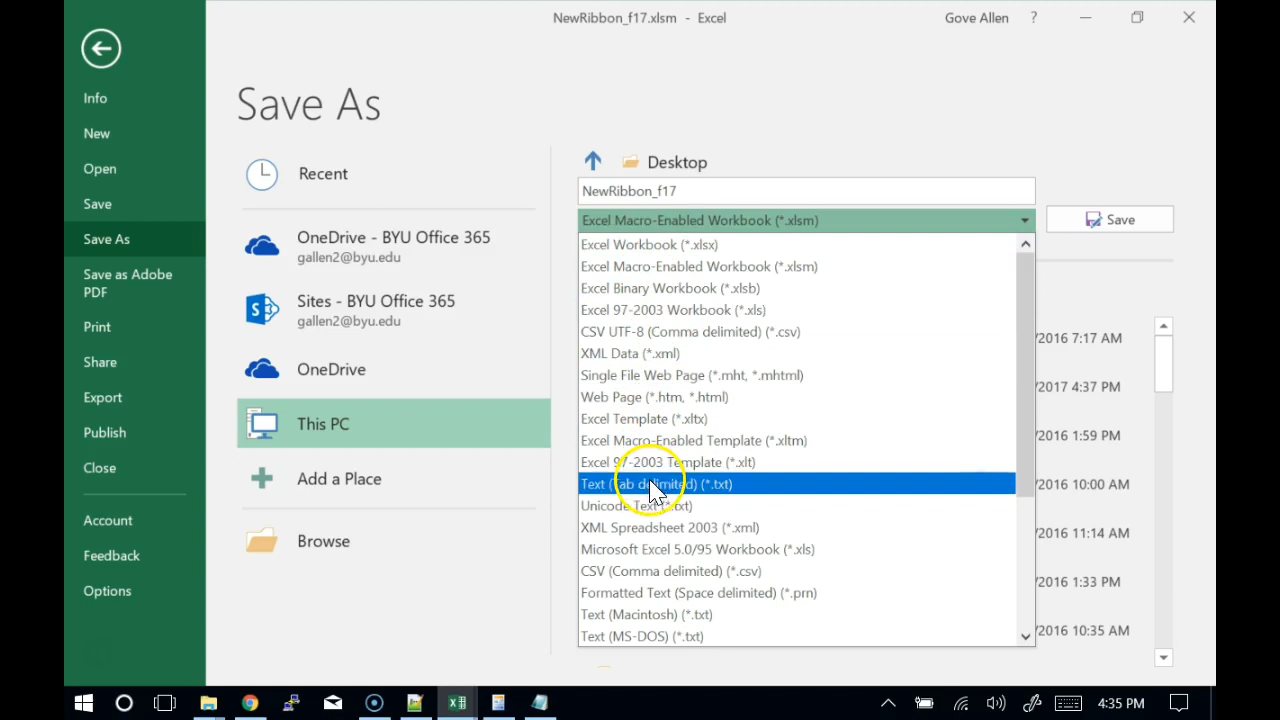 NewRibbon_f17.xlsm - Excel
Gove Allen
?
Info
New
Open
Save
Save As
Save as Adobe
PDF
Print
Share
Export
Publish
Close
Account
Feedback
Options
Save As
Recent
OneDrive - BYU Office 365
gallen2@byu.edu
Sites - BYU Office 365
gallen2@byu.edu
OneDrive
This PC
Add a Place
Browse
Desktop
NewRibbon_f17
Excel Macro-Enabled Workbook (*.xlsm)
Save
Excel Workbook (*.xlsx)
Excel Macro-Enabled Workbook (*.xlsm)
Excel Binary Workbook (*.xlsb)
Excel 97-2003 Workbook (*.xls)
CSV UTF-8 (Comma delimited) (*.csv)
XML Data (*.xml)
Single File Web Page (*.mht, *.mhtml)
Web Page (*.htm, *.html)
Excel Template (*.xltx)
Excel Macro-Enabled Template (*.xltm)
Excel 97-2003 Template (*.xlt)
Text (Tab delimited) (*.txt)
Unicode Text (*.txt)
XML Spreadsheet 2003 (*.xml)
Microsoft Excel 5.0/95 Workbook (*.xls)
CSV (Comma delimited) (*.csv)
Formatted Text (Space delimited) (*.prn)
Text (Macintosh) (*.txt)
Text (MS-DOS) (*.txt)
/2016 7:17 AM
/2017 4:37 PM
/2016 1:59 PM
/2016 10:00 AM
/2016 11:14 AM
/2016 1:33 PM
/2016 10:35 AM
4:35 PM